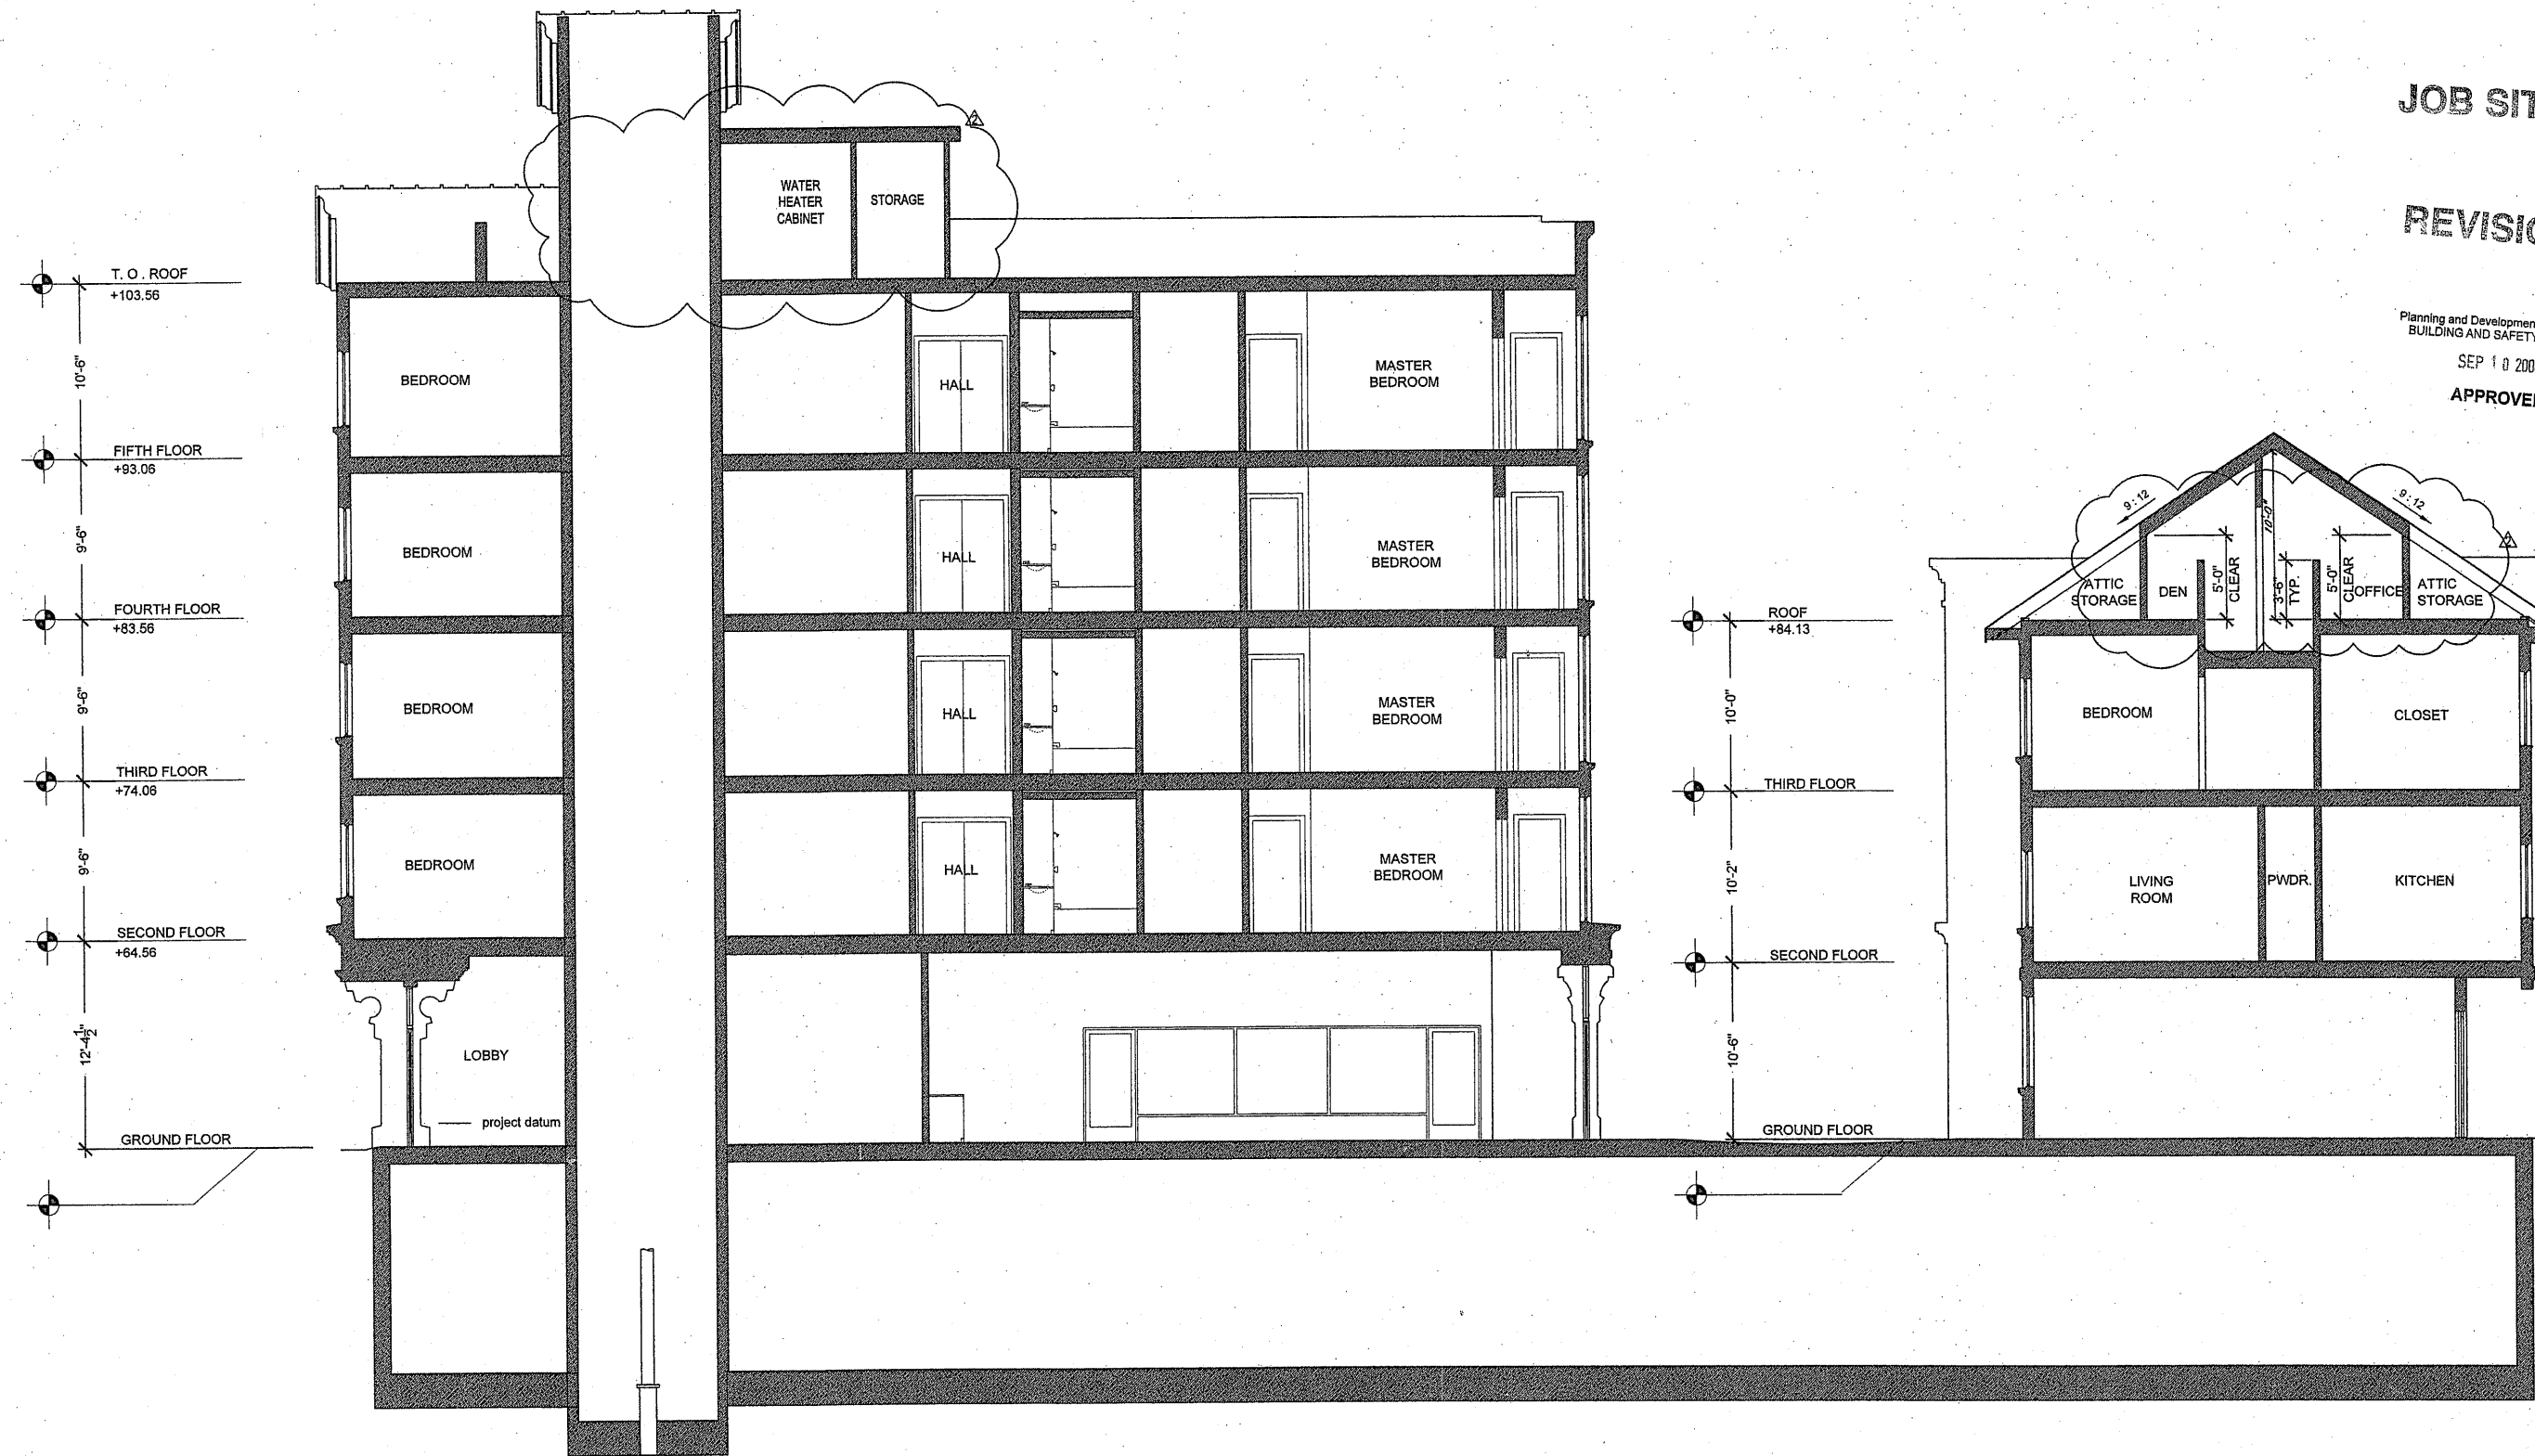 JOB SIT
REVISIO
Planning and Developmen
BUILDING AND SAFETY
SEP 10 200
APPROVE
2
WATER
HEATER
CABINET
STORAGE
T. O . ROOF
+103.56
10'-6"
BEDROOM
HALL
MASTER
BEDROOM
FIFTH FLOOR
+93.06
9'-6"
BEDROOM
HALL
MASTER
BEDROOM
FOURTH FLOOR
+83.56
9'-6"
BEDROOM
HALL
MASTER
BEDROOM
THIRD FLOOR
+74.06
9'-6"
BEDROOM
HALL
MASTER
BEDROOM
SECOND FLOOR
+64.56
12'-4 1/2"
LOBBY
project datum
GROUND FLOOR
9 : 12
9 : 12
10'-0"
2
ATTIC
STORAGE
DEN
5'-0"
CLEAR
3'-6"
TYP.
5'-0"
CLEAR
OFFICE
ATTIC
STORAGE
ROOF
+84.13
10'-0"
BEDROOM
CLOSET
THIRD FLOOR
10'-2"
LIVING
ROOM
PWDR.
KITCHEN
SECOND FLOOR
10'-6"
GROUND FLOOR